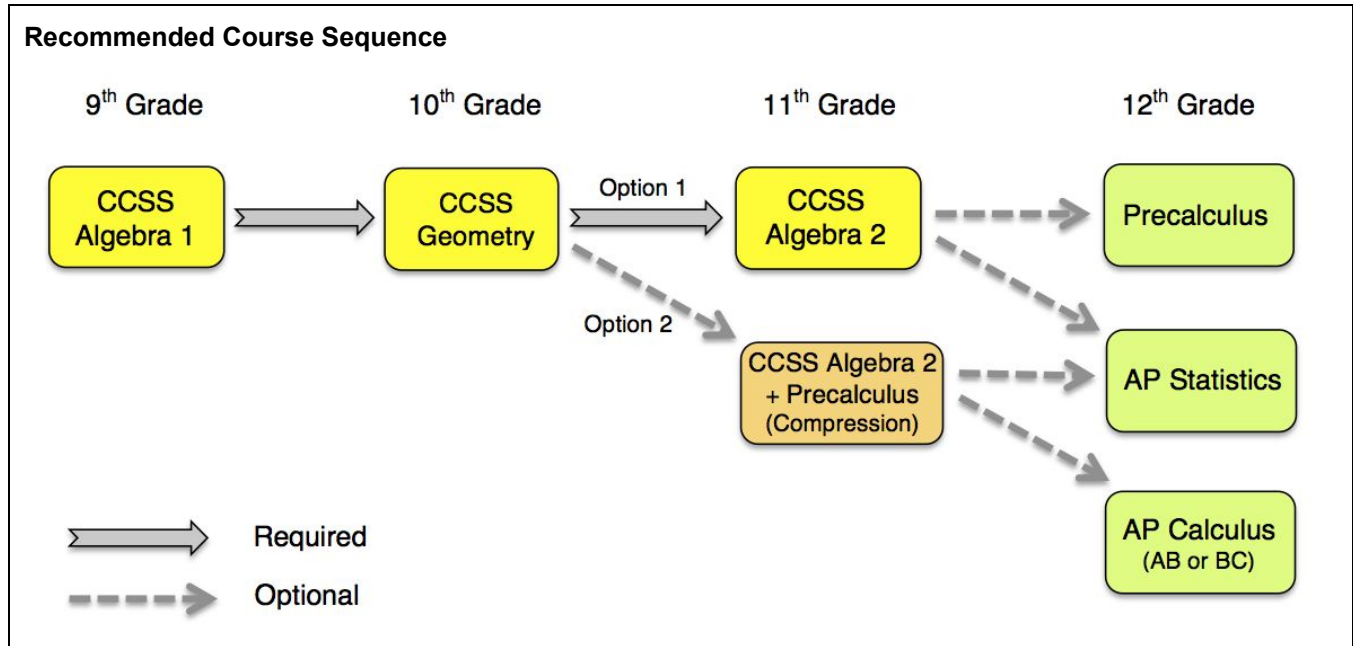 Recommended Course Sequence
9th Grade
10th Grade
11th Grade
12th Grade
CCSS
Algebra 1
CCSS
Geometry
Option 1
CCSS
Algebra 2
Precalculus
Option 2
CCSS Algebra 2
+ Precalculus
(Compression)
AP Statistics
AP Calculus
(AB or BC)
Required
Optional